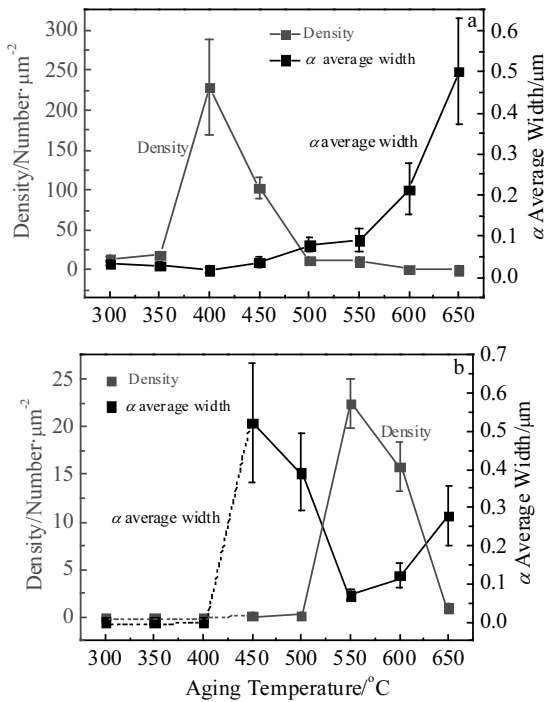 a
300
250
200
150
100
50
0
Density/Number·μm⁻²
Density
α average width
Density
α average width
0.6
0.5
0.4
0.3
0.2
0.1
0.0
α Average Width/μm
300 350 400 450 500 550 600 650
b
25
20
15
10
5
0
Density/Number·μm⁻²
Density
α average width
Density
α average width
0.7
0.6
0.5
0.4
0.3
0.2
0.1
0.0
α Average Width/μm
300 350 400 450 500 550 600 650
Aging Temperature/°C